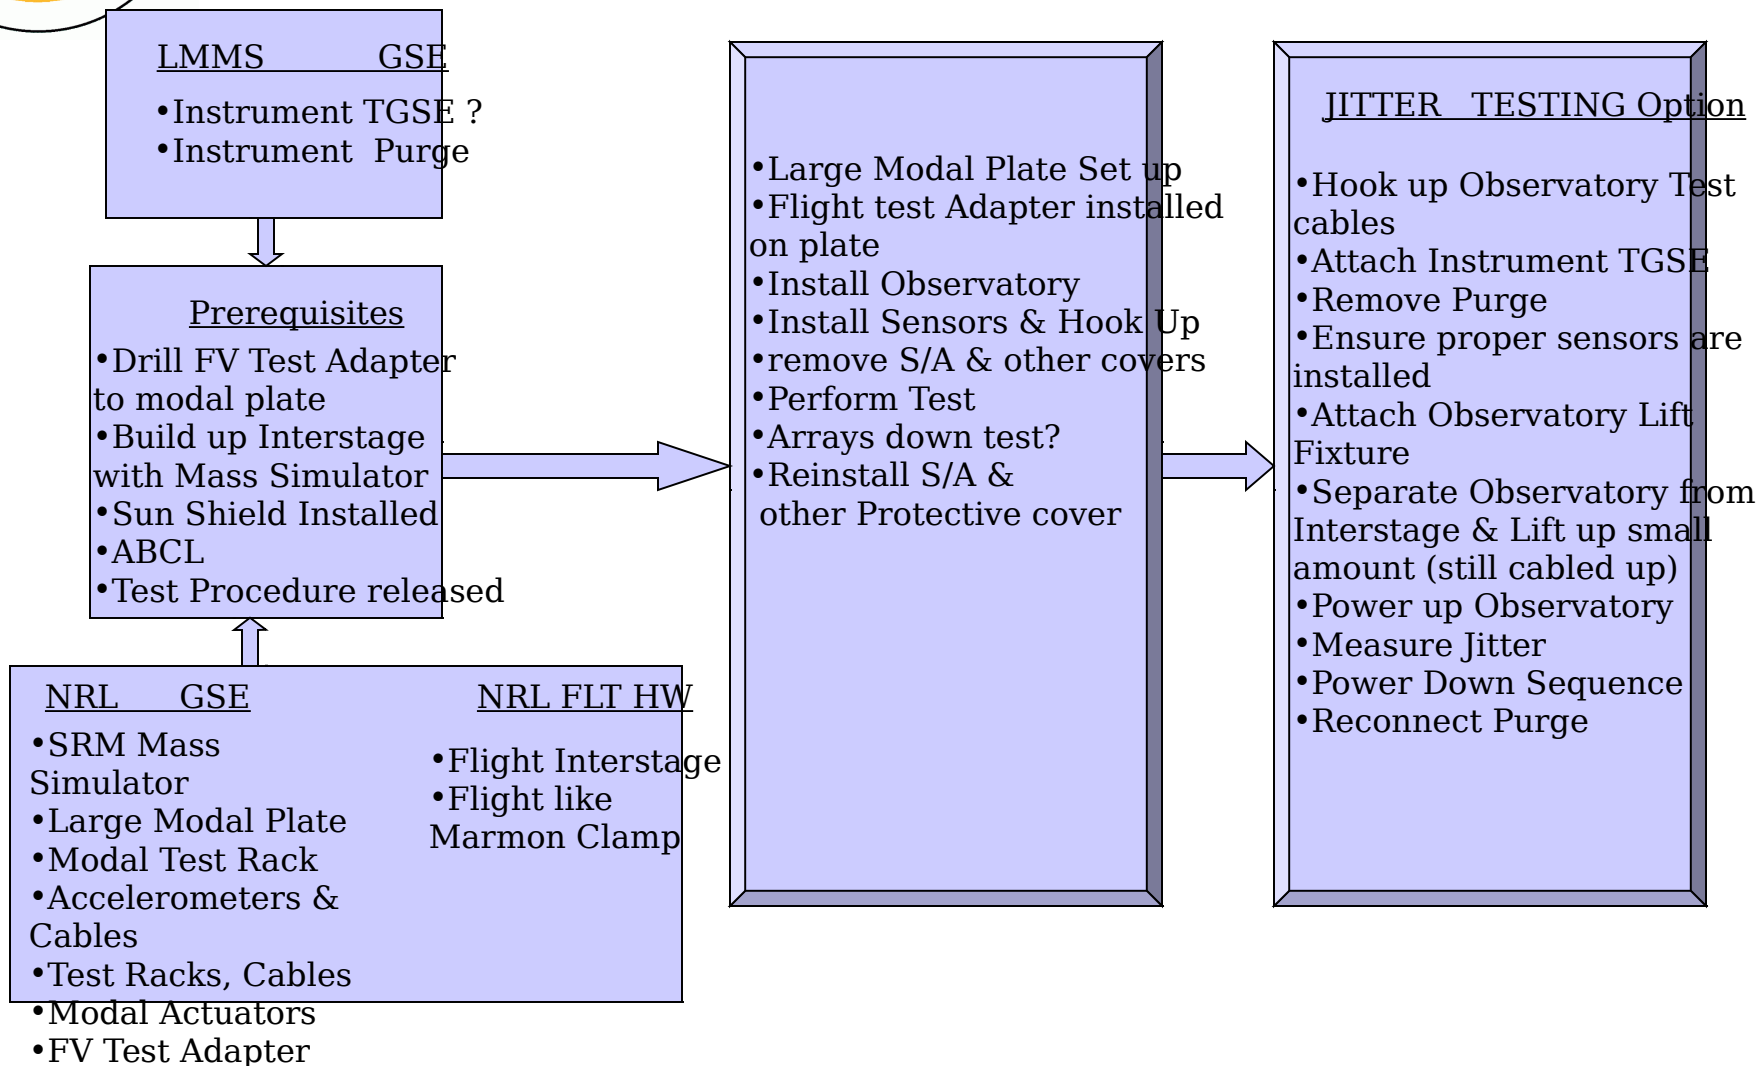 LMMS GSE
•Instrument TGSE ?
•Instrument Purge
Prerequisites
•Drill FV Test Adapter
to modal plate
•Build up Interstage
with Mass Simulator
•Sun Shield Installed
•ABCL
•Test Procedure released
NRL GSE
•SRM Mass
Simulator
•Large Modal Plate
•Modal Test Rack
•Accelerometers &
Cables
•Test Racks, Cables
•Modal Actuators
•FV Test Adapter
NRL FLT HW
•Flight Interstage
•Flight like
Marmon Clamp
•Large Modal Plate Set up
•Flight test Adapter installed
on plate
•Install Observatory
•Install Sensors & Hook Up
•remove S/A & other covers
•Perform Test
•Arrays down test?
•Reinstall S/A &
other Protective cover
JITTER TESTING Option
•Hook up Observatory Test
cables
•Attach Instrument TGSE
•Remove Purge
•Ensure proper sensors are
installed
•Attach Observatory Lift
Fixture
•Separate Observatory from
Interstage & Lift up small
amount (still cabled up)
•Power up Observatory
•Measure Jitter
•Power Down Sequence
•Reconnect Purge